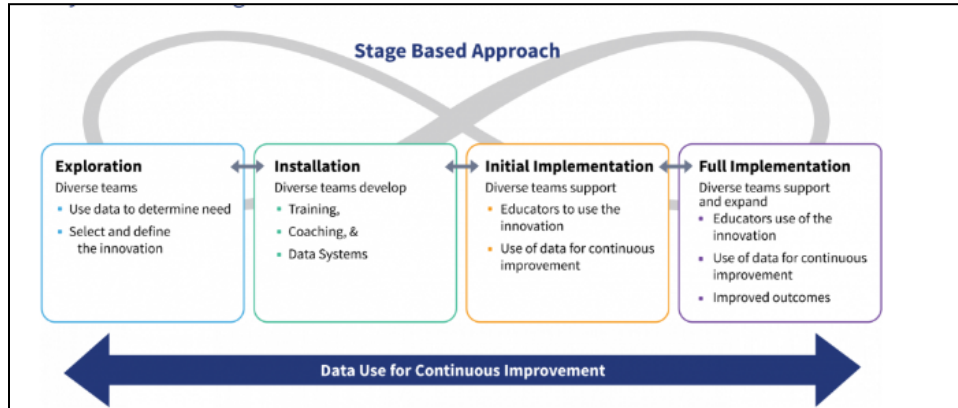 Stage Based Approach
Exploration
Diverse teams
Use data to determine need
Select and define
the innovation
Installation
Diverse teams develop
Training,
Coaching, &
Data Systems
Initial Implementation
Diverse teams support
Educators to use the
innovation
Use of data for continuous
improvement
Full Implementation
Diverse teams support
and expand
Educators use of the
innovation
Use of data for continuous
improvement
Improved outcomes
Data Use for Continuous Improvement